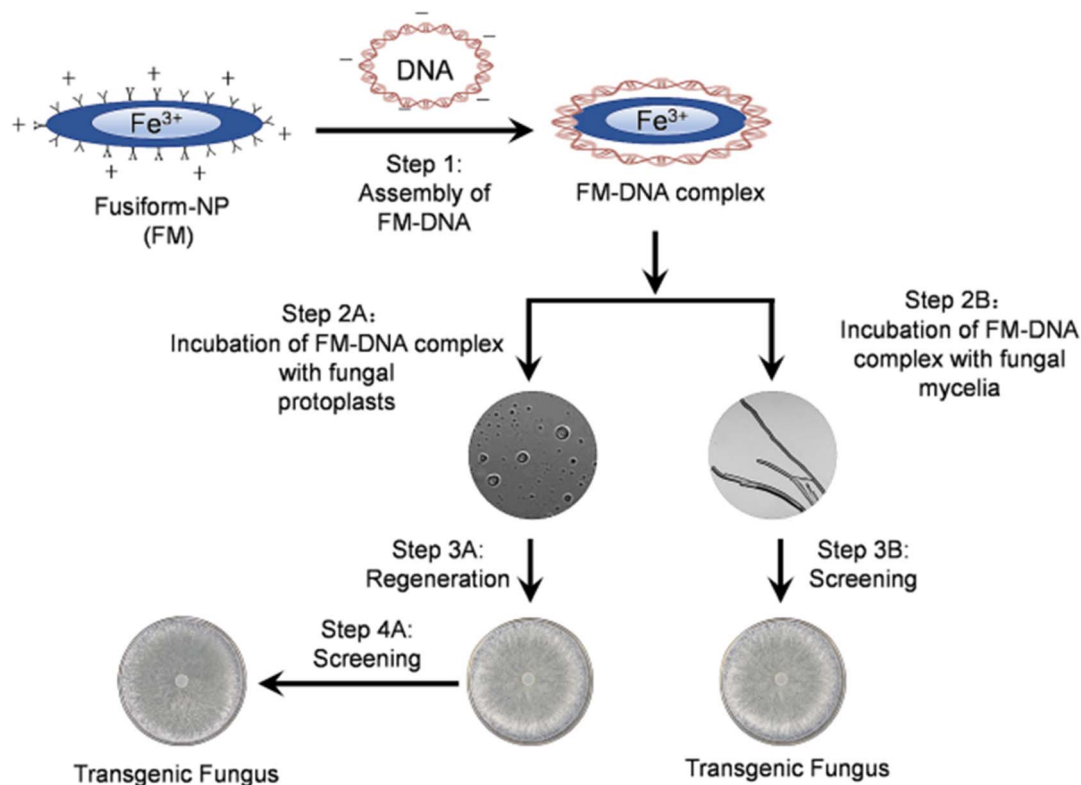 DNA
Fe3+
Fusiform-NP
(FM)
Step 1:
Assembly of
FM-DNA
Fe3+
FM-DNA complex
Step 2A:
Incubation of FM-DNA complex
with fungal
protoplasts
Step 2B:
Incubation of FM-DNA
complex with fungal
mycelia
Step 3A:
Regeneration
Step 3B:
Screening
Step 4A:
Screening
Transgenic Fungus
Transgenic Fungus